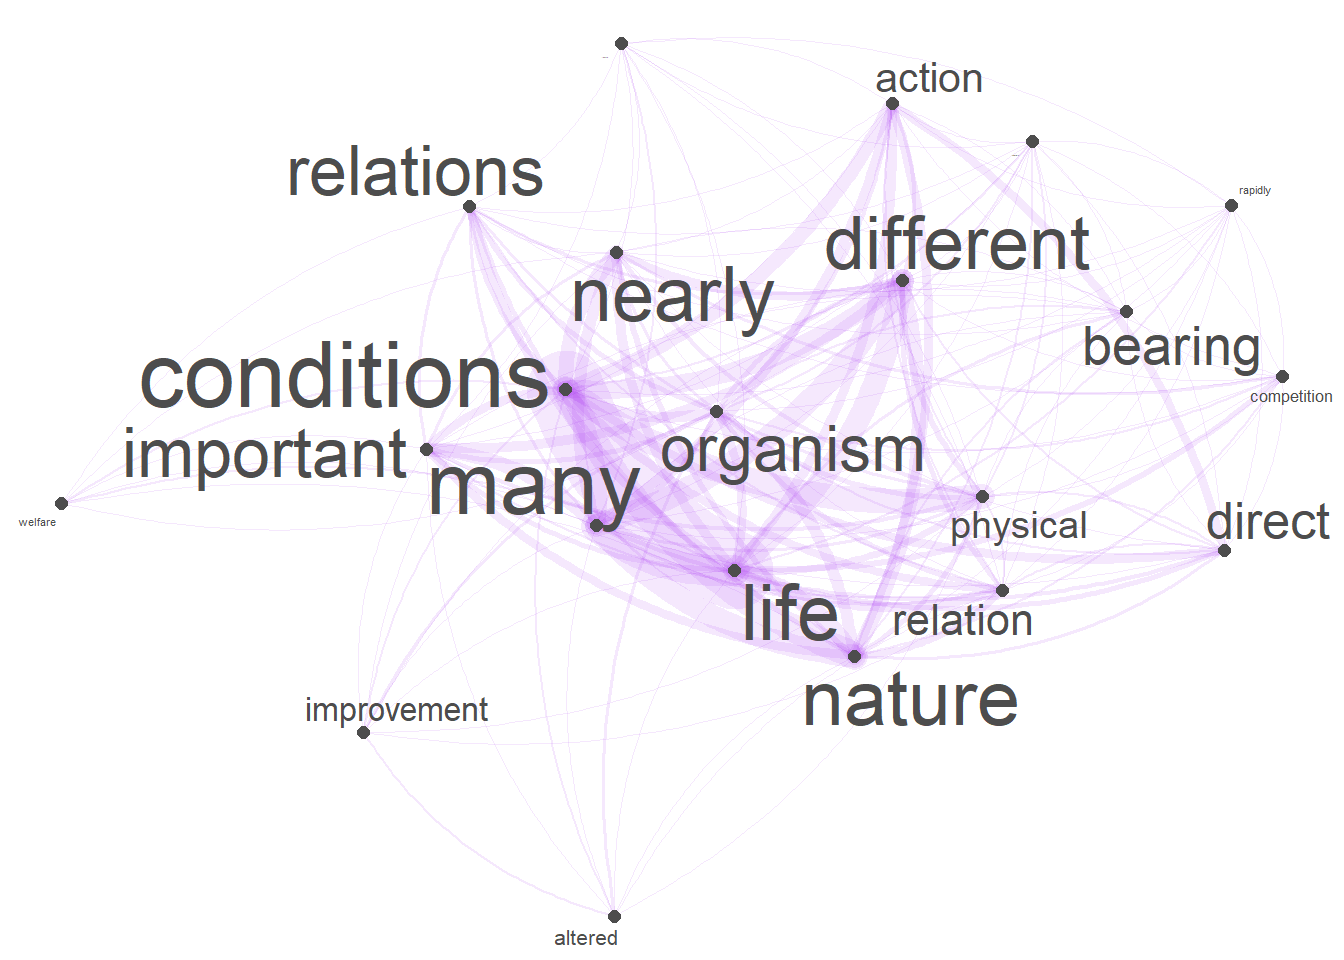 action
relations
rapidly
different
nearly
bearing
conditions
competition
important
many
organism
welfare
physical
direct
life
relation
nature
improvement
altered